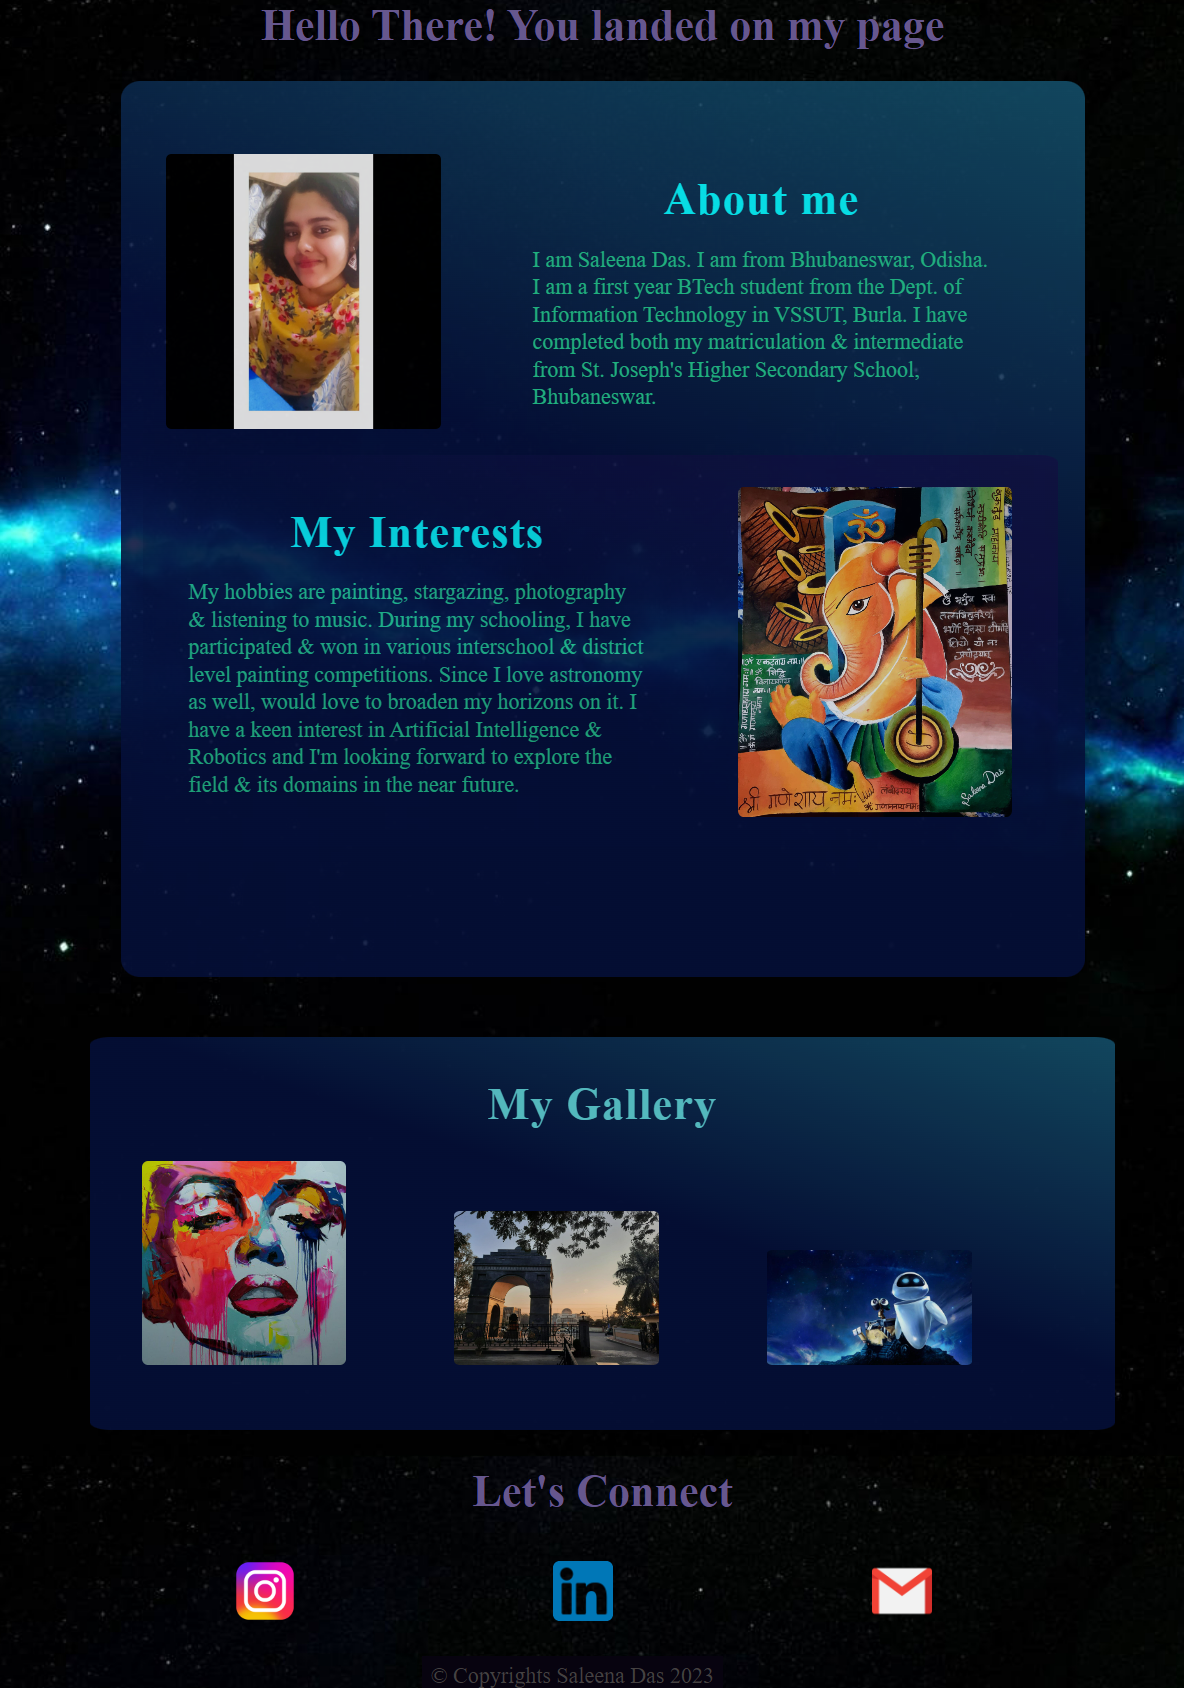 Hello There! You landed on my page
About me
I am Saleena Das. I am from Bhubaneswar, Odisha.
I am a first year BTech student from the Dept. of
Information Technology in VSSUT, Burla. I have
completed both my matriculation & intermediate
from St. Joseph's Higher Secondary School,
Bhubaneswar.
My Interests
My hobbies are painting, stargazing, photography
& listening to music. During my schooling, I have
participated & won in various interschool & district
level painting competitions. Since I love astronomy
as well, would love to broaden my horizons on it. I
have a keen interest in Artificial Intelligence &
Robotics and I'm looking forward to explore the
field & its domains in the near future.
ॐ
Saleena Das
श्री गणेशाय नमः
My Gallery
Let's Connect
in
© Copyrights Saleena Das 2023